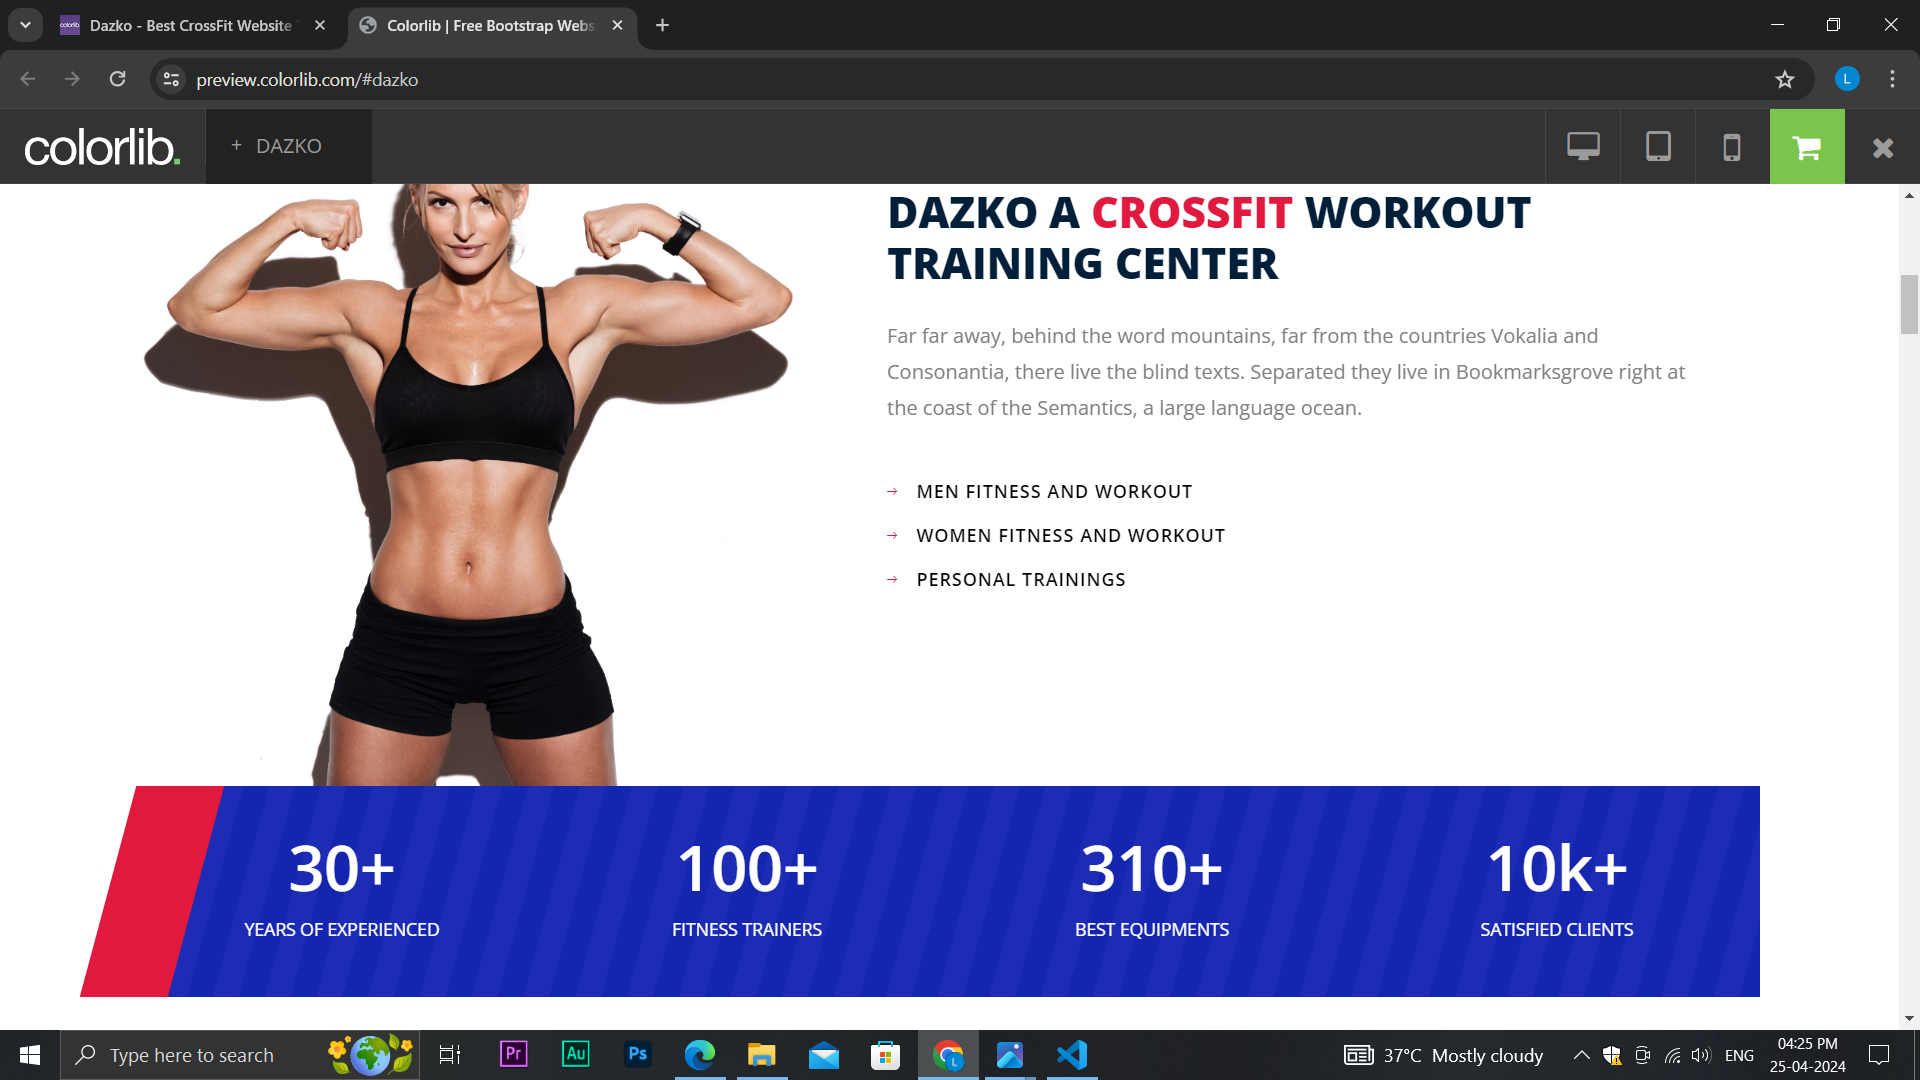 Dazko - Best CrossFit Website
Colorlib | Free Bootstrap Webs
preview.colorlib.com/#dazko
L
colorlib.
+ DAZKO
DAZKO A CROSSFIT WORKOUT
TRAINING CENTER
Far far away, behind the word mountains, far from the countries Vokalia and
Consonantia, there live the blind texts. Separated they live in Bookmarksgrove right at
the coast of the Semantics, a large language ocean.
MEN FITNESS AND WORKOUT
WOMEN FITNESS AND WORKOUT
PERSONAL TRAININGS
30+
100+
310+
10k+
YEARS OF EXPERIENCED
FITNESS TRAINERS
BEST EQUIPMENTS
SATISFIED CLIENTS
Type here to search
Pr
Au
Ps
L
37°C Mostly cloudy
ENG
04:25 PM
25-04-2024